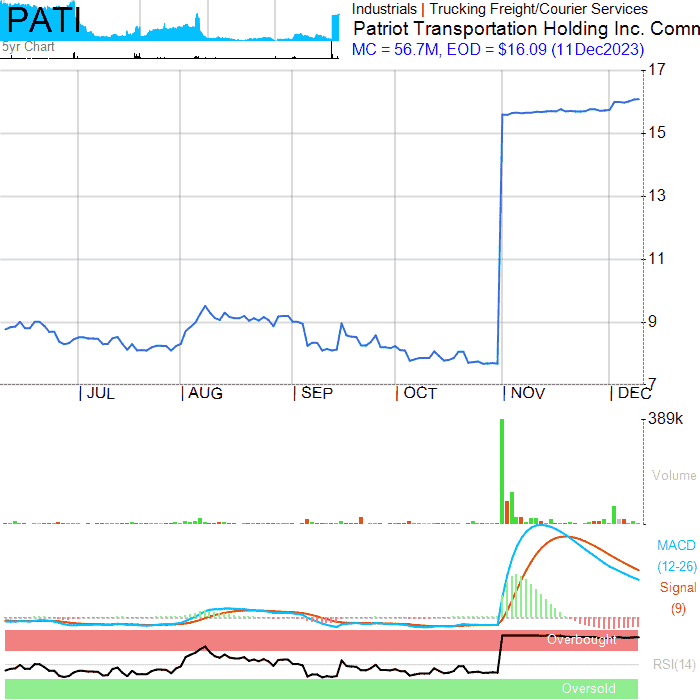 PATI
5yr Chart
Industrials | Trucking Freight/Courier Services
Patriot Transportation Holding Inc. Comn
MC = 56.7M, EOD = $16.09 (11Dec2023)
17
15
13
11
9
7
| JUL | AUG | SEP | OCT | NOV | DEC
389k
Volume
MACD
(12-26)
Signal
(9)
Overbought
RSI(14)
Oversold